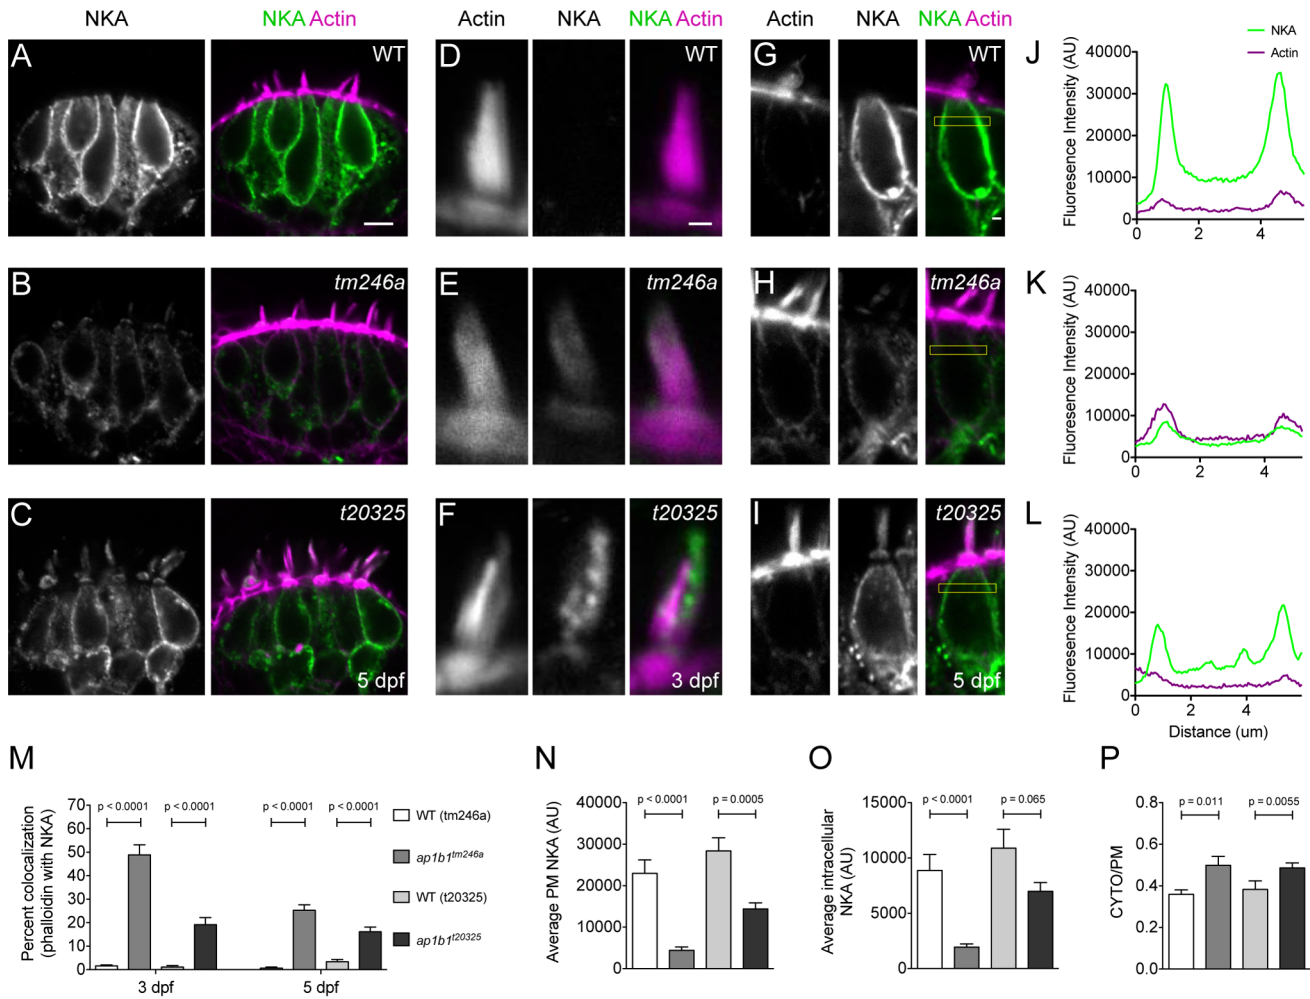 NKA
NKA Actin
Actin
NKA
NKA Actin
Actin
NKA
NKA Actin
A
WT
D
WT
G
WT
J
NKA
Actin
Fluoresence Intensity (AU)
40000
30000
20000
10000
0
0 2 4
B
tm246a
E
tm246a
H
tm246a
K
Fluoresence Intensity (AU)
40000
30000
20000
10000
0
0 2 4
C
t20325
5 dpf
F
t20325
3 dpf
I
t20325
5 dpf
L
Fluoresence Intensity (AU)
40000
30000
20000
10000
0
0 2 4
Distance (um)
M
Percent colocalization
(phalloidin with NKA)
70
60
50
40
30
20
10
0
p < 0.0001
p < 0.0001
p < 0.0001
p < 0.0001
3 dpf
5 dpf
WT (tm246a)
ap1b1tm246a
WT (t20325)
ap1b1t20325
N
Average PM NKA (AU)
40000
30000
20000
10000
0
p < 0.0001
p = 0.0005
O
Average intracellular
NKA (AU)
15000
10000
5000
0
p < 0.0001
p = 0.065
P
CYTO/PM
0.8
0.6
0.4
0.2
0.0
p = 0.011
p = 0.0055